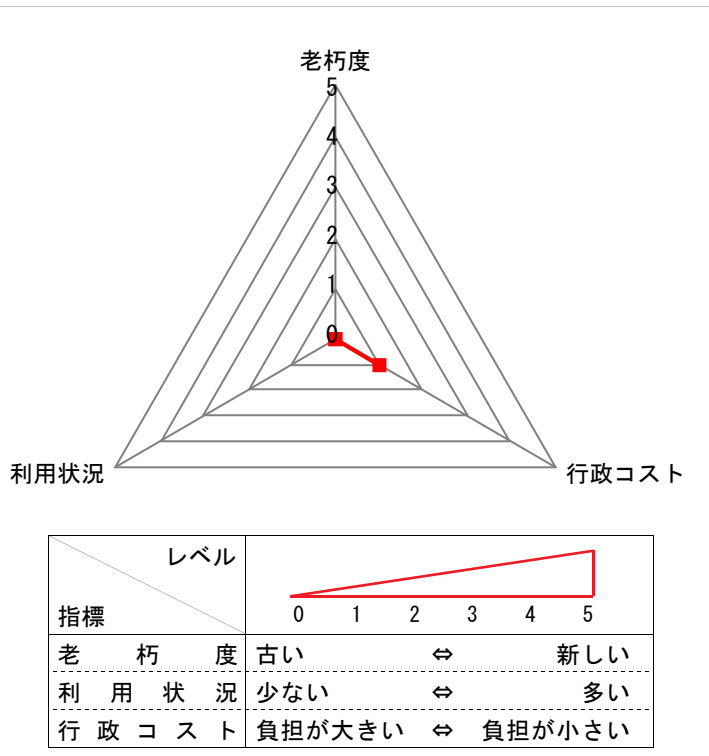 老朽度
5
4
3
2
1
0
利用状況 行政コスト
レベル
指標 0 1 2 3 4 5
老朽度 古い ⇔ 新しい
利用状況 少ない ⇔ 多い
行政コスト 負担が大きい ⇔ 負担が小さい